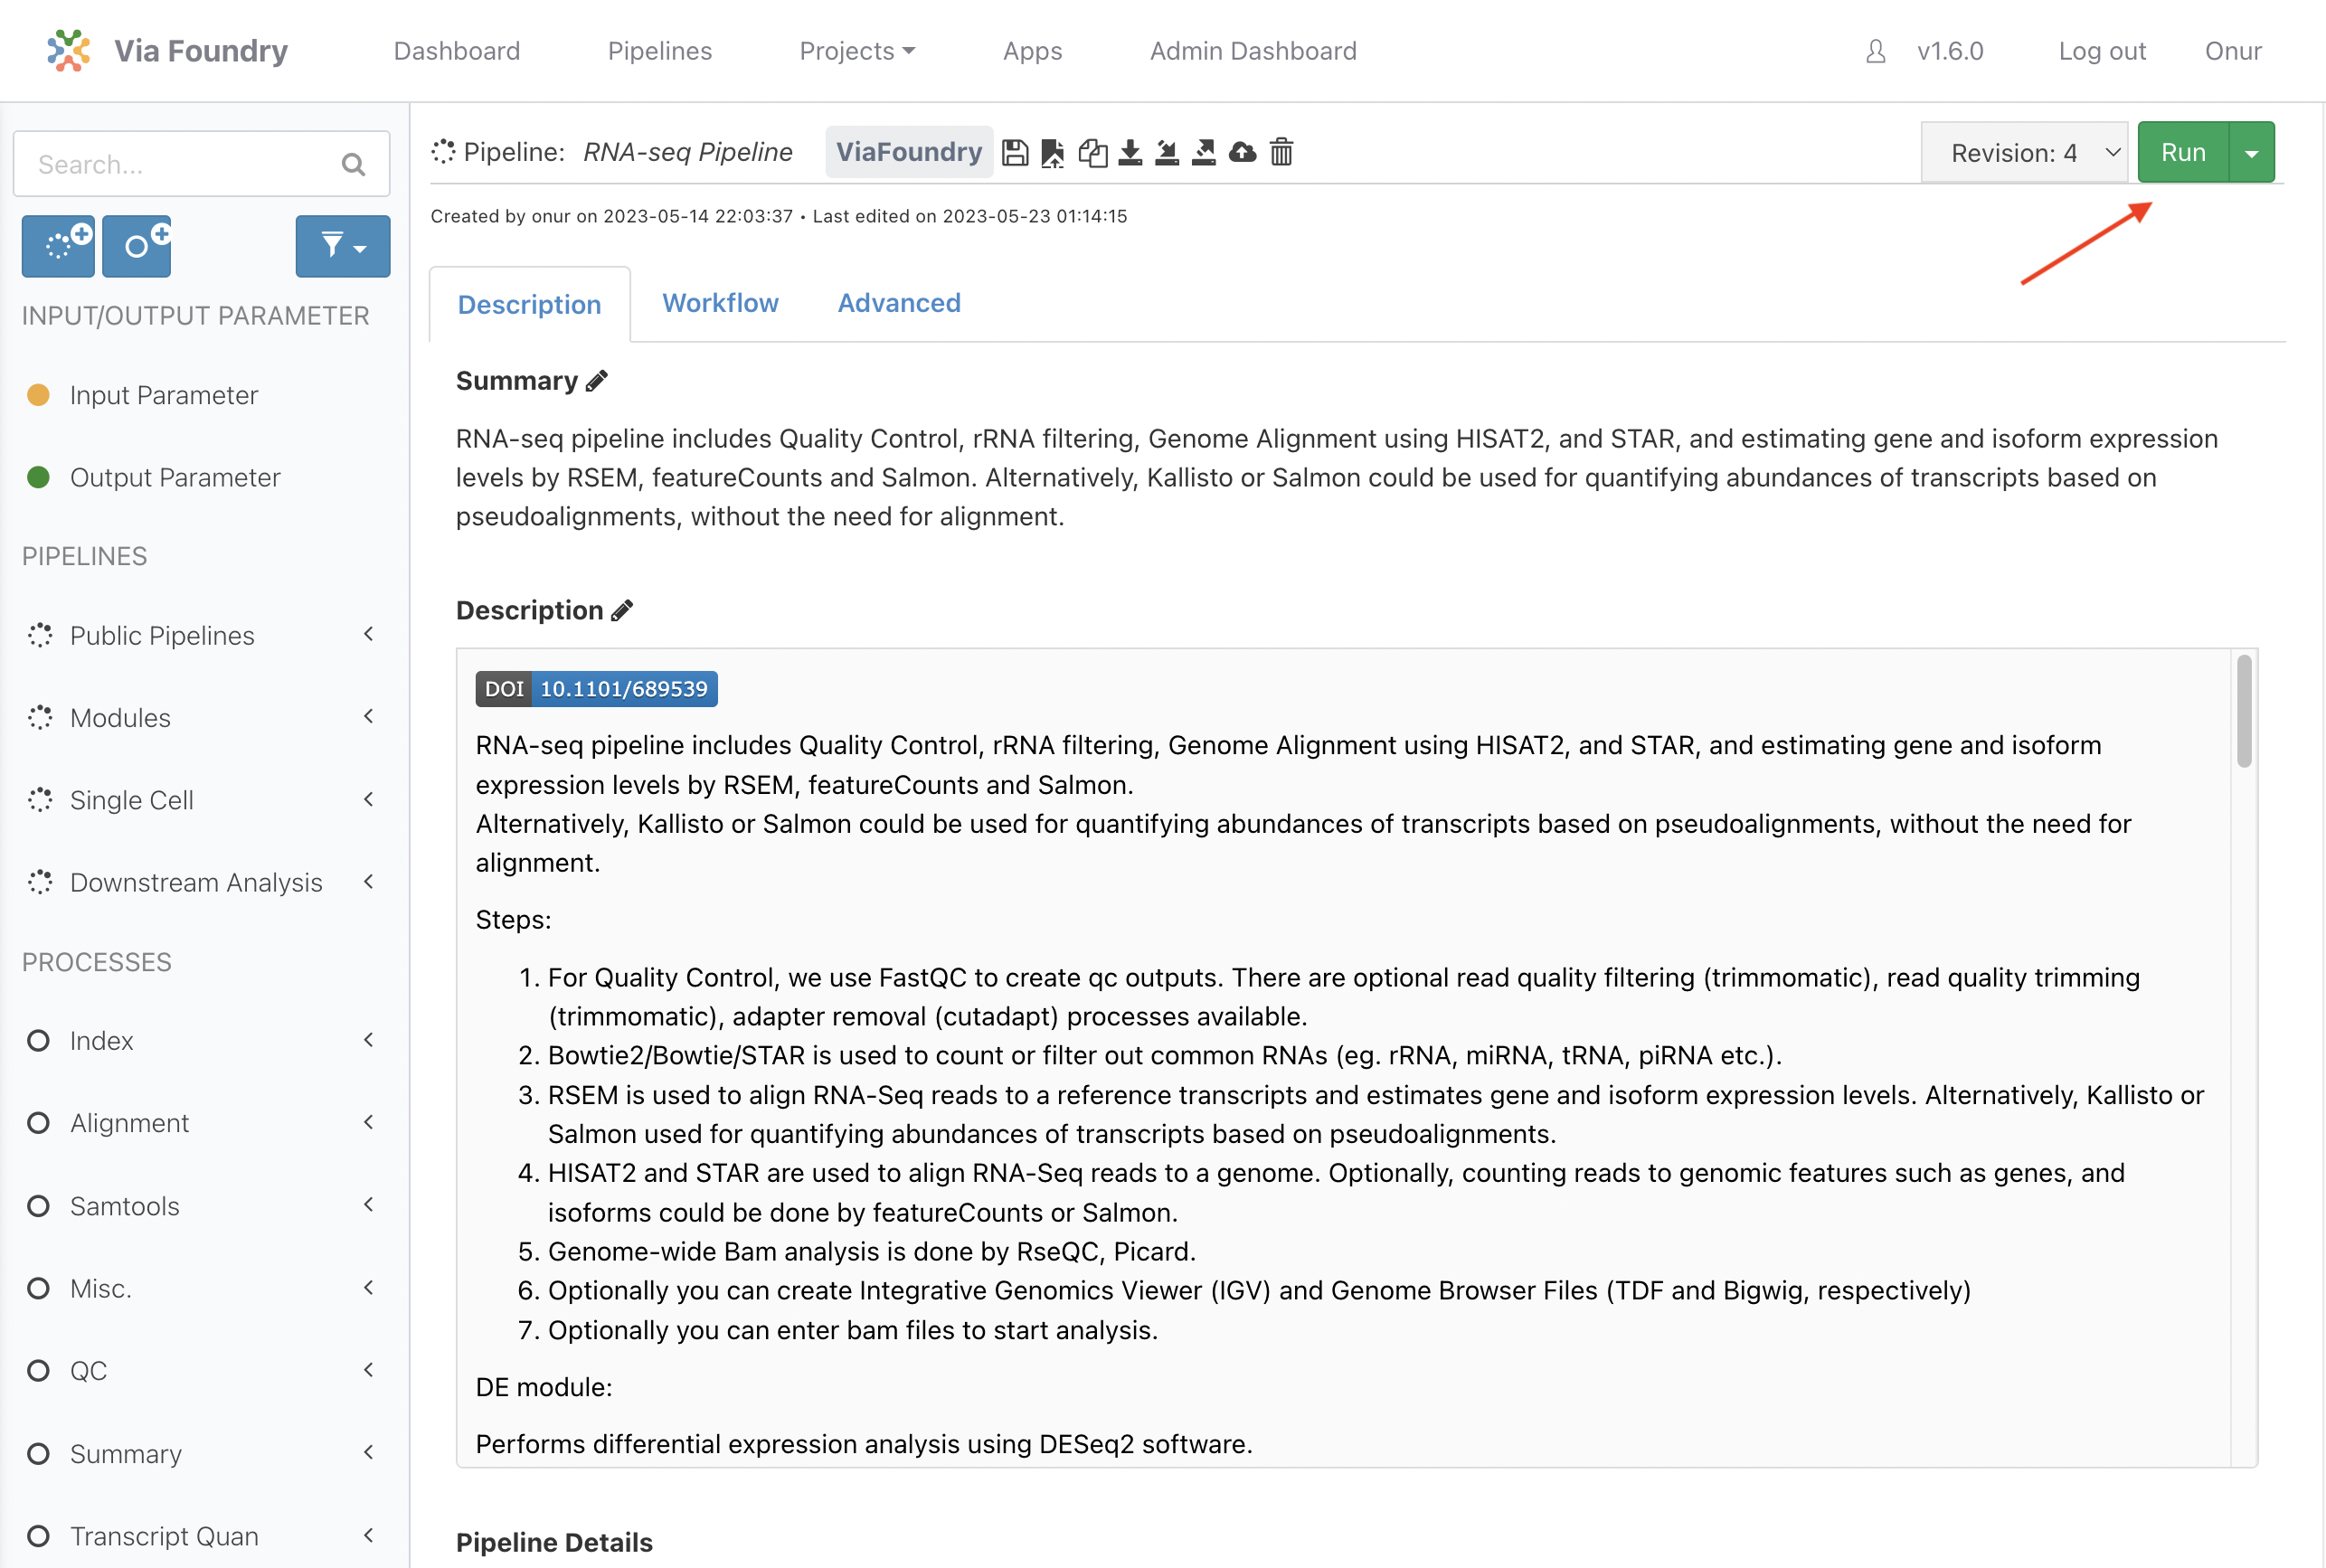 Via Foundry
Dashboard
Pipelines
Projects
Apps
Admin Dashboard
v1.6.0
Log out
Onur
Search...
INPUT/OUTPUT PARAMETER
Input Parameter
Output Parameter
PIPELINES
Public Pipelines
Modules
Single Cell
Downstream Analysis
PROCESSES
Index
Alignment
Samtools
Misc.
QC
Summary
Transcript Quan
Pipeline: RNA-seq Pipeline ViaFoundry
Revision: 4
Run
Created by onur on 2023-05-14 22:03:37 • Last edited on 2023-05-23 01:14:15
Description
Workflow
Advanced
Summary
RNA-seq pipeline includes Quality Control, rRNA filtering, Genome Alignment using HISAT2, and STAR, and estimating gene and isoform expression
levels by RSEM, featureCounts and Salmon. Alternatively, Kallisto or Salmon could be used for quantifying abundances of transcripts based on
pseudoalignments, without the need for alignment.
Description
DOI 10.1101/689539
RNA-seq pipeline includes Quality Control, rRNA filtering, Genome Alignment using HISAT2, and STAR, and estimating gene and isoform
expression levels by RSEM, featureCounts and Salmon.
Alternatively, Kallisto or Salmon could be used for quantifying abundances of transcripts based on pseudoalignments, without the need for
alignment.
Steps:
1. For Quality Control, we use FastQC to create qc outputs. There are optional read quality filtering (trimmomatic), read quality trimming
(trimmomatic), adapter removal (cutadapt) processes available.
2. Bowtie2/Bowtie/STAR is used to count or filter out common RNAs (eg. rRNA, miRNA, tRNA, piRNA etc.).
3. RSEM is used to align RNA-Seq reads to a reference transcripts and estimates gene and isoform expression levels. Alternatively, Kallisto or
Salmon used for quantifying abundances of transcripts based on pseudoalignments.
4. HISAT2 and STAR are used to align RNA-Seq reads to a genome. Optionally, counting reads to genomic features such as genes, and
isoforms could be done by featureCounts or Salmon.
5. Genome-wide Bam analysis is done by RseQC, Picard.
6. Optionally you can create Integrative Genomics Viewer (IGV) and Genome Browser Files (TDF and Bigwig, respectively)
7. Optionally you can enter bam files to start analysis.
DE module:
Performs differential expression analysis using DESeq2 software.
Pipeline Details